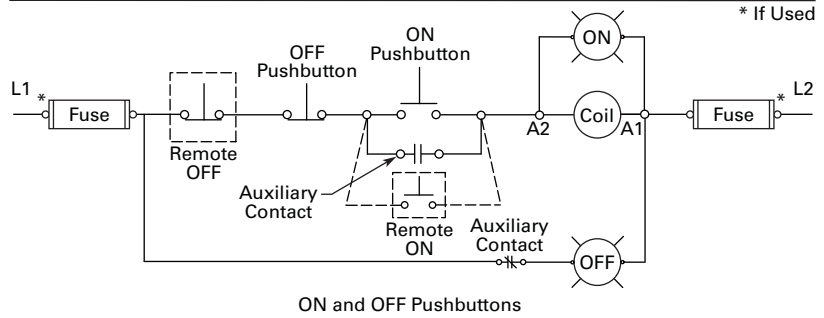 * If Used
ON
ON
Pushbutton
OFF
Pushbutton
L1
*
Fuse
Remote
OFF
A2
Coil
A1
Fuse
*
L2
Auxiliary
Contact
Remote
ON
Auxiliary
Contact
OFF
ON and OFF Pushbuttons